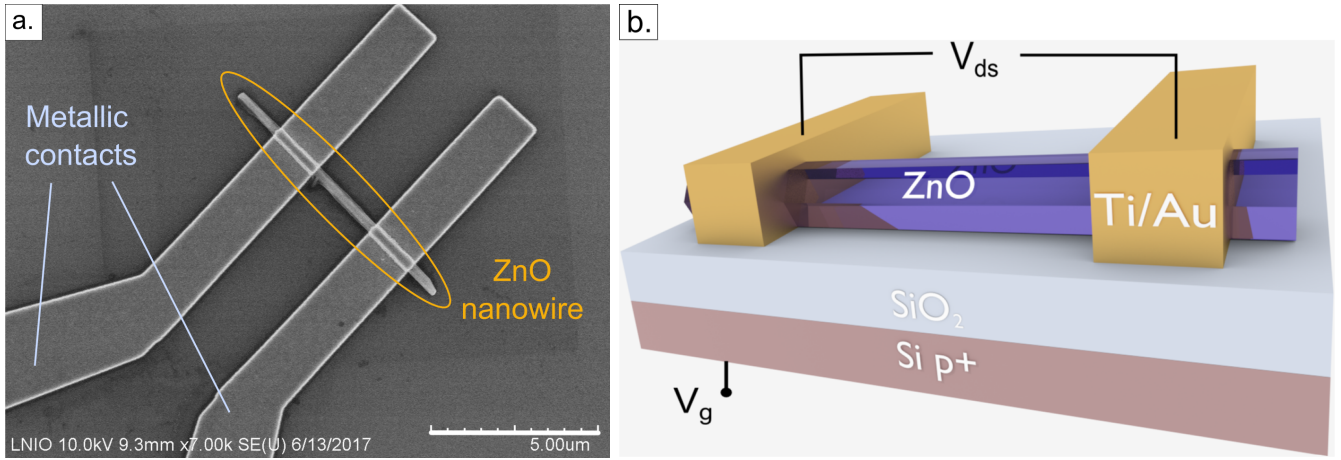 a.
Metallic
contacts
ZnO
nanowire
LNIO 10.0kV 9.3mm x7.00k SE(U) 6/13/2017
5.00um
b.
Vds
ZnO
Ti/Au
SiO2
Si p+
Vg